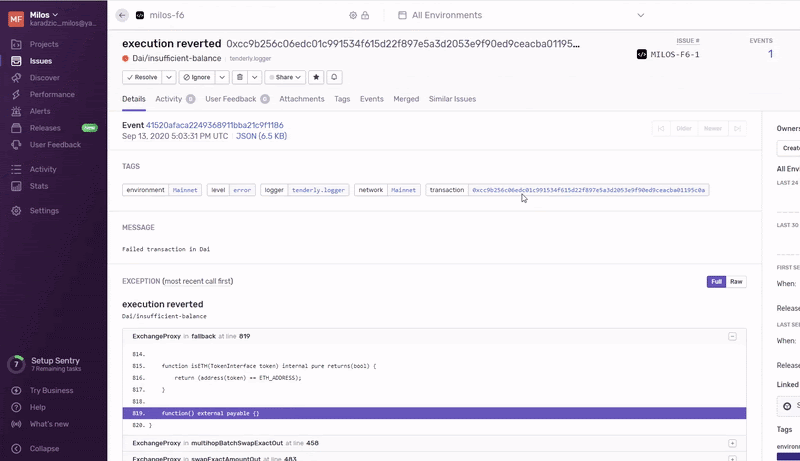 MF
Milos
karadzic_milos@ya...
Projects
Issues
Discover
Performance
Alerts
Releases
New
User Feedback
Activity
Stats
Settings
7
Setup Sentry
7 Remaining tasks
Try Business
Help
What's new
Collapse
milos-f6
All Environments
execution reverted 0xcc9b256c06edc01c991534f615d22f897e5a3d2053e9f90ed9ceacba01195...
Dai/insufficient-balance
tenderly.logger
ISSUE #
MILOS-F6-1
EVENTS
1
Resolve
Ignore
Share
Details
Activity 0
User Feedback 0
Attachments
Tags
Events
Merged
Similar Issues
Event 41520afaca2249368911bba21c9f1186
Sep 13, 2020 5:03:31 PM UTC
JSON (6.5 KB)
Older
Newer
TAGS
environment Mainnet
level error
logger tenderly.logger
network Mainnet
transaction 0xcc9b256c06edc01c991534f615d22f897e5a3d2053e9f90ed9ceacba01195c0a
MESSAGE
Failed transaction in Dai
EXCEPTION (most recent call first)
Full
Raw
execution reverted
Dai/insufficient-balance
ExchangeProxy in fallback at line 819
814.
815. function isETH(TokenInterface token) internal pure returns(bool) {
816. return (address(token) == ETH_ADDRESS);
817. }
818.
819. function() external payable {}
820. }
ExchangeProxy in multihopBatchSwapExactOut at line 458
ExchangeProxy in swapExactAmountOut at line 483
Owners
Create
All Env
LAST 24
LAST 30
FIRST SE
When:
Release
LAST SE
When:
Release
Linked
S
Tags
environ